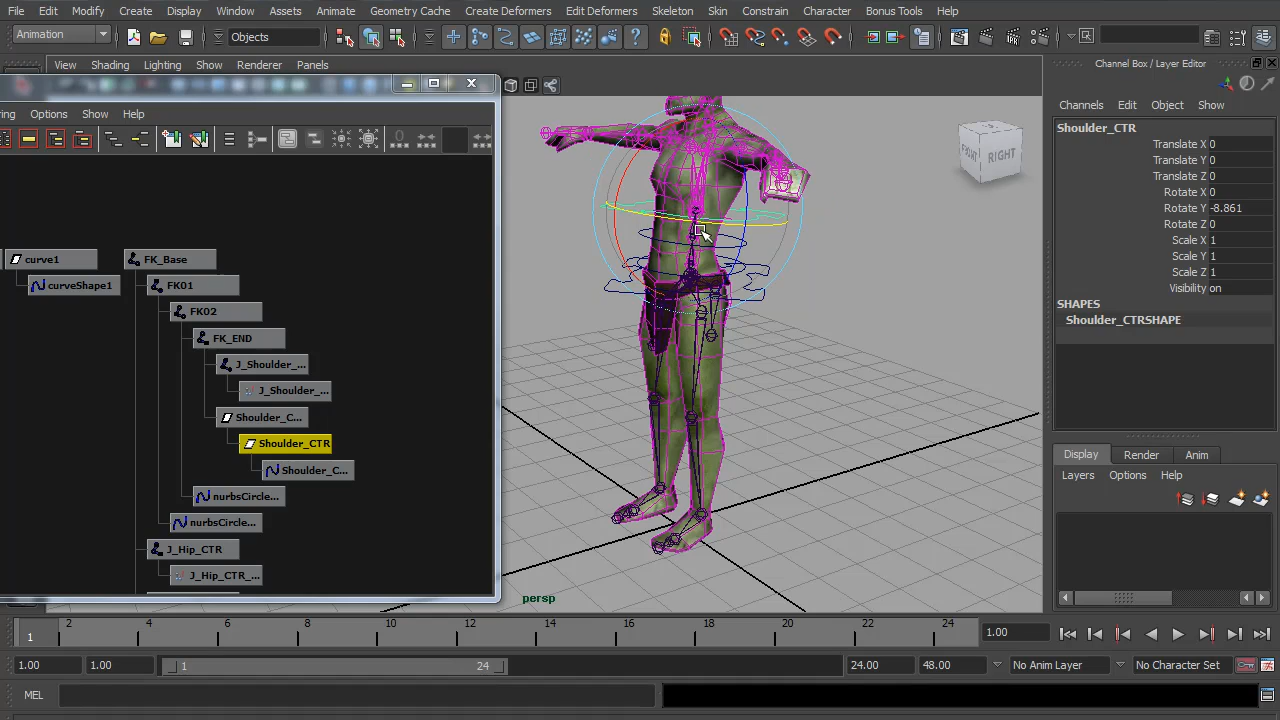 File Edit Modify Create Display Window Assets Animate Geometry Cache Create Deformers Edit Deformers Skeleton Skin Constrain Character Bonus Tools Help
Animation Objects
View Shading Lighting Show Renderer Panels
Channel Box / Layer Editor
Channels Edit Object Show
Options Show Help
Shoulder_CTR
Translate X 0
Translate Y 0
Translate Z 0
Rotate X 0
Rotate Y -8.861
Rotate Z 0
Scale X 1
Scale Y 1
Scale Z 1
Visibility on
SHAPES
Shoulder_CTRSHAPE
FRONT RIGHT
curve1
curveShape1
FK_Base
FK01
FK02
FK_END
J_Shoulder_...
J_Shoulder_...
Shoulder_C...
Shoulder_CTR
Shoulder_C...
nurbsCircle...
nurbsCircle...
J_Hip_CTR
J_Hip_CTR_...
persp
Display Render Anim
Layers Options Help
1 2 4 6 8 10 12 14 16 18 20 22 24
1.00
1.00 1.00 1 24 24.00 48.00 No Anim Layer No Character Set
MEL